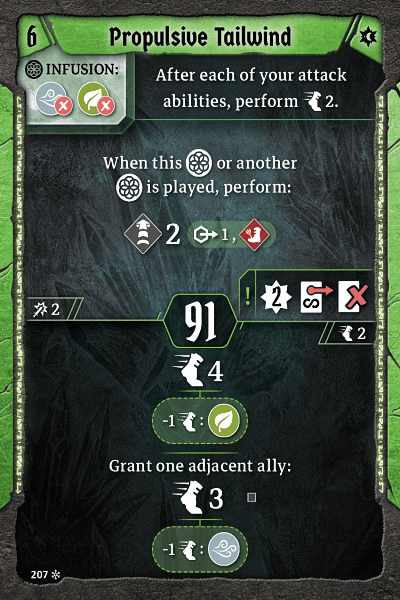 6 Propulsive Tailwind
INFUSION:
After each of your attack
abilities, perform 2.
When this or another
is played, perform:
2 1,
! 2 8
2
91
2
4
-1 :
Grant one adjacent ally:
3
-1 :
207